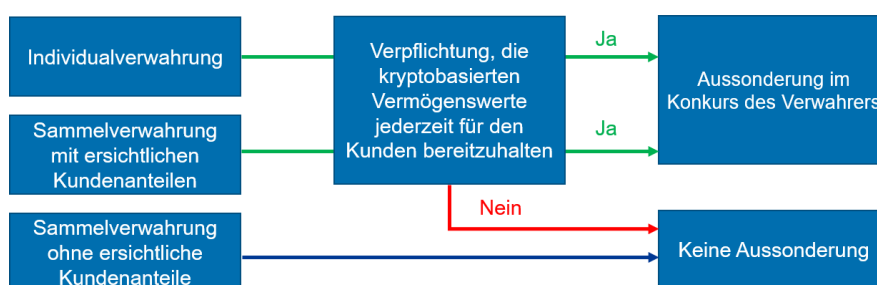 Individualverwahrung
Sammelverwahrung
mit ersichtlichen
Kundenanteilen
Sammelverwahrung
ohne ersichtliche
Kundenanteile
Verpflichtung, die
kryptobasierten
Vermögenswerte
jederzeit für den
Kunden bereitzuhalten
Ja
Ja
Nein
Aussonderung im
Konkurs des Verwahrers
Keine Aussonderung